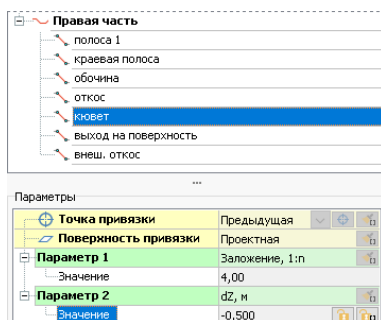 Правая часть
полоса 1
краевая полоса
обочина
откос
кювет
выход на поверхность
внеш. откос
...
Параметры
Точка привязки Предыдущая
Поверхность привязки Проектная
Параметр 1 Заложение, 1:n
Значение 4,00
Параметр 2 dZ, м
Значение -0,500